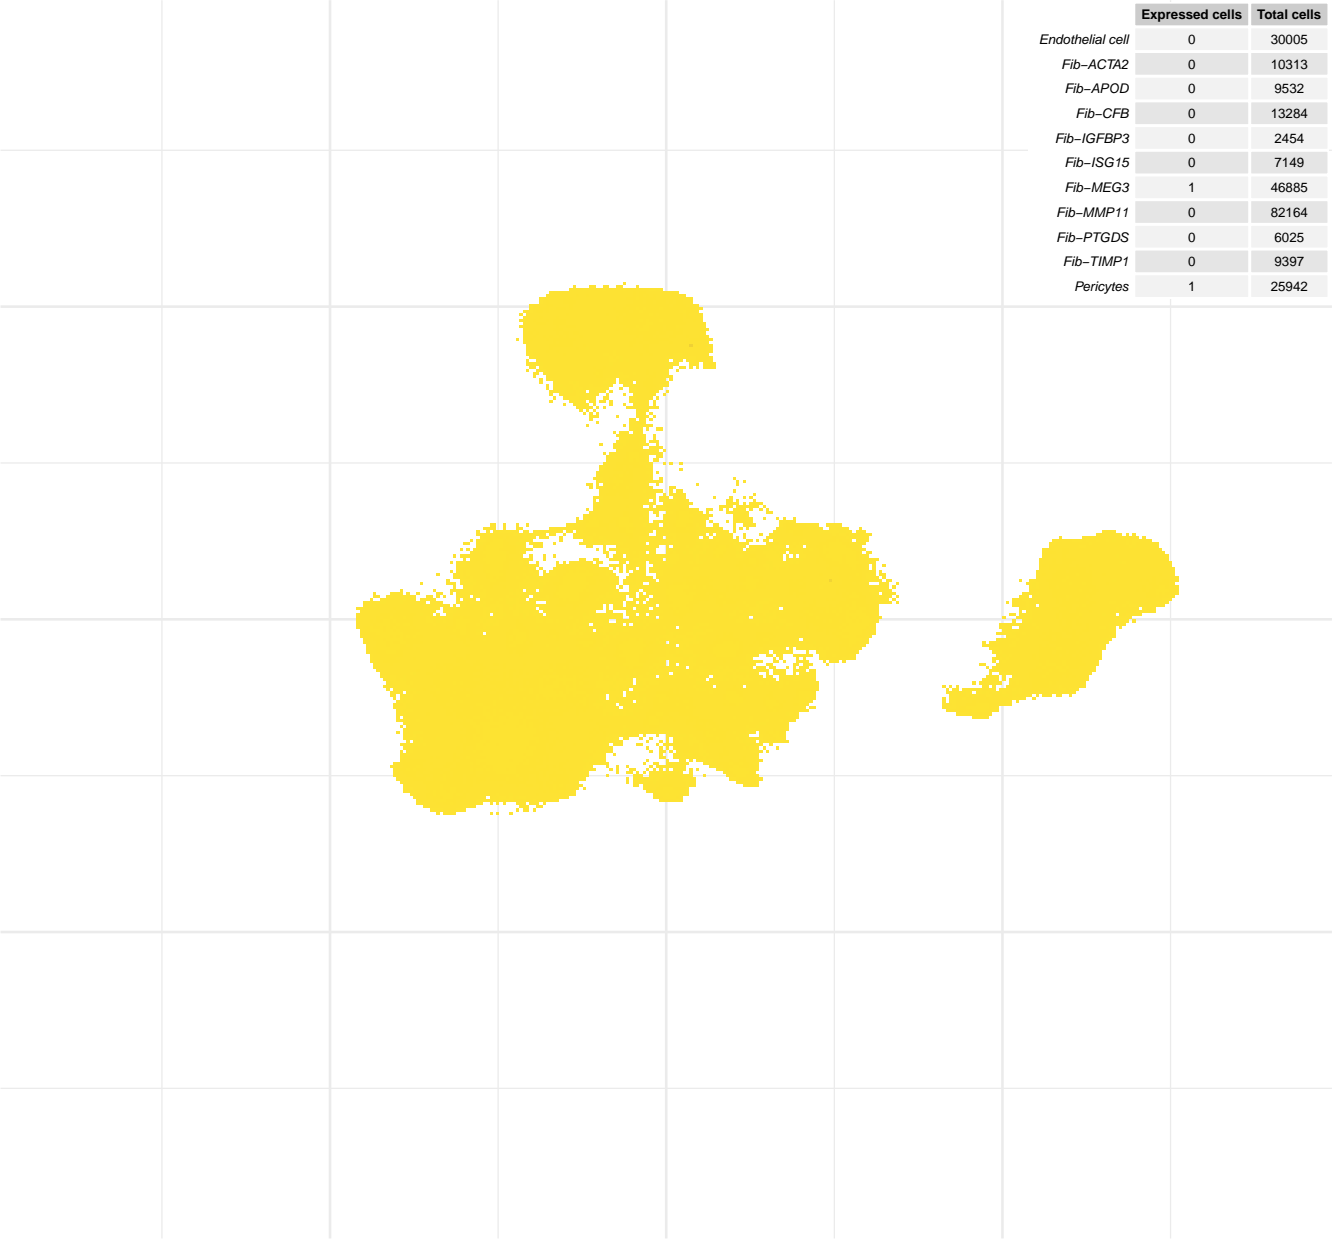 Expressed cells Total cells
Endothelial cell 0 30005
Fib−ACTA2 0 10313
Fib−APOD 0 9532
Fib−CFB 0 13284
Fib−IGFBP3 0 2454
Fib−ISG15 0 7149
Fib−MEG3 1 46885
Fib−MMP11 0 82164
Fib−PTGDS 0 6025
Fib−TIMP1 0 9397
Pericytes 1 25942